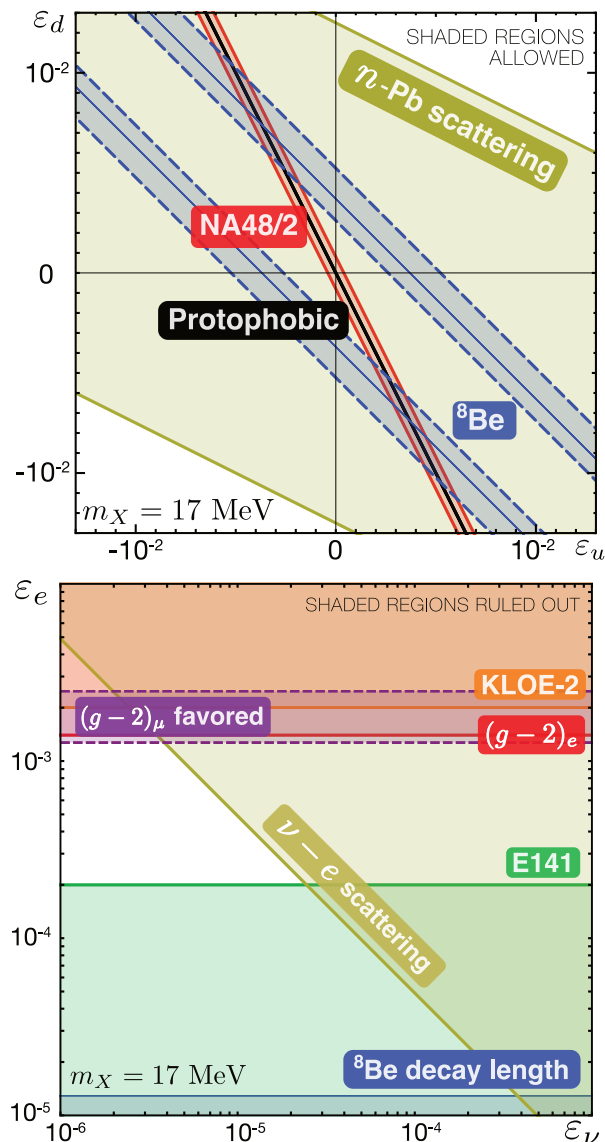 ε_d
SHADED REGIONS
ALLOWED
10⁻²
n-Pb scattering
NA48/2
0
Protophobic
⁸Be
-10⁻²
m_X = 17 MeV
-10⁻² 0 10⁻² ε_u
ε_e
SHADED REGIONS RULED OUT
KLOE-2
(g − 2)_μ favored
(g − 2)_e
10⁻³
ν − e scattering
E141
10⁻⁴
m_X = 17 MeV
⁸Be decay length
10⁻⁵
10⁻⁶ 10⁻⁵ 10⁻⁴ ε_ν